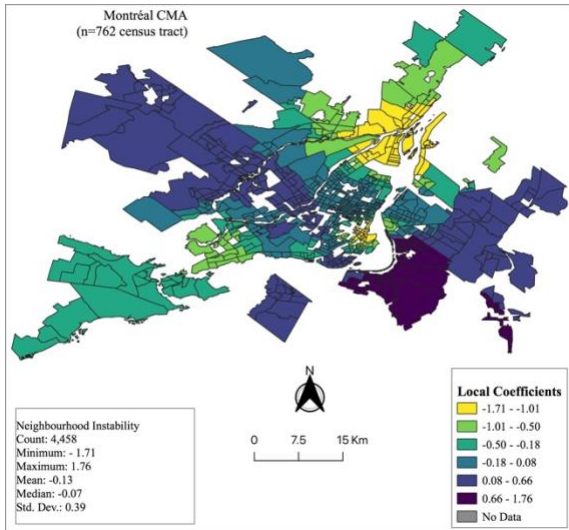 Montréal CMA
(n=762 census tract)
N
0 7.5 15 Km
Neighbourhood Instability
Count: 4,458
Minimum: - 1.71
Maximum: 1.76
Mean: -0.13
Median: -0.07
Std. Dev.: 0.39
Local Coefficients
-1.71 - -1.01
-1.01 - -0.50
-0.50 - -0.18
-0.18 - 0.08
0.08 - 0.66
0.66 - 1.76
No Data